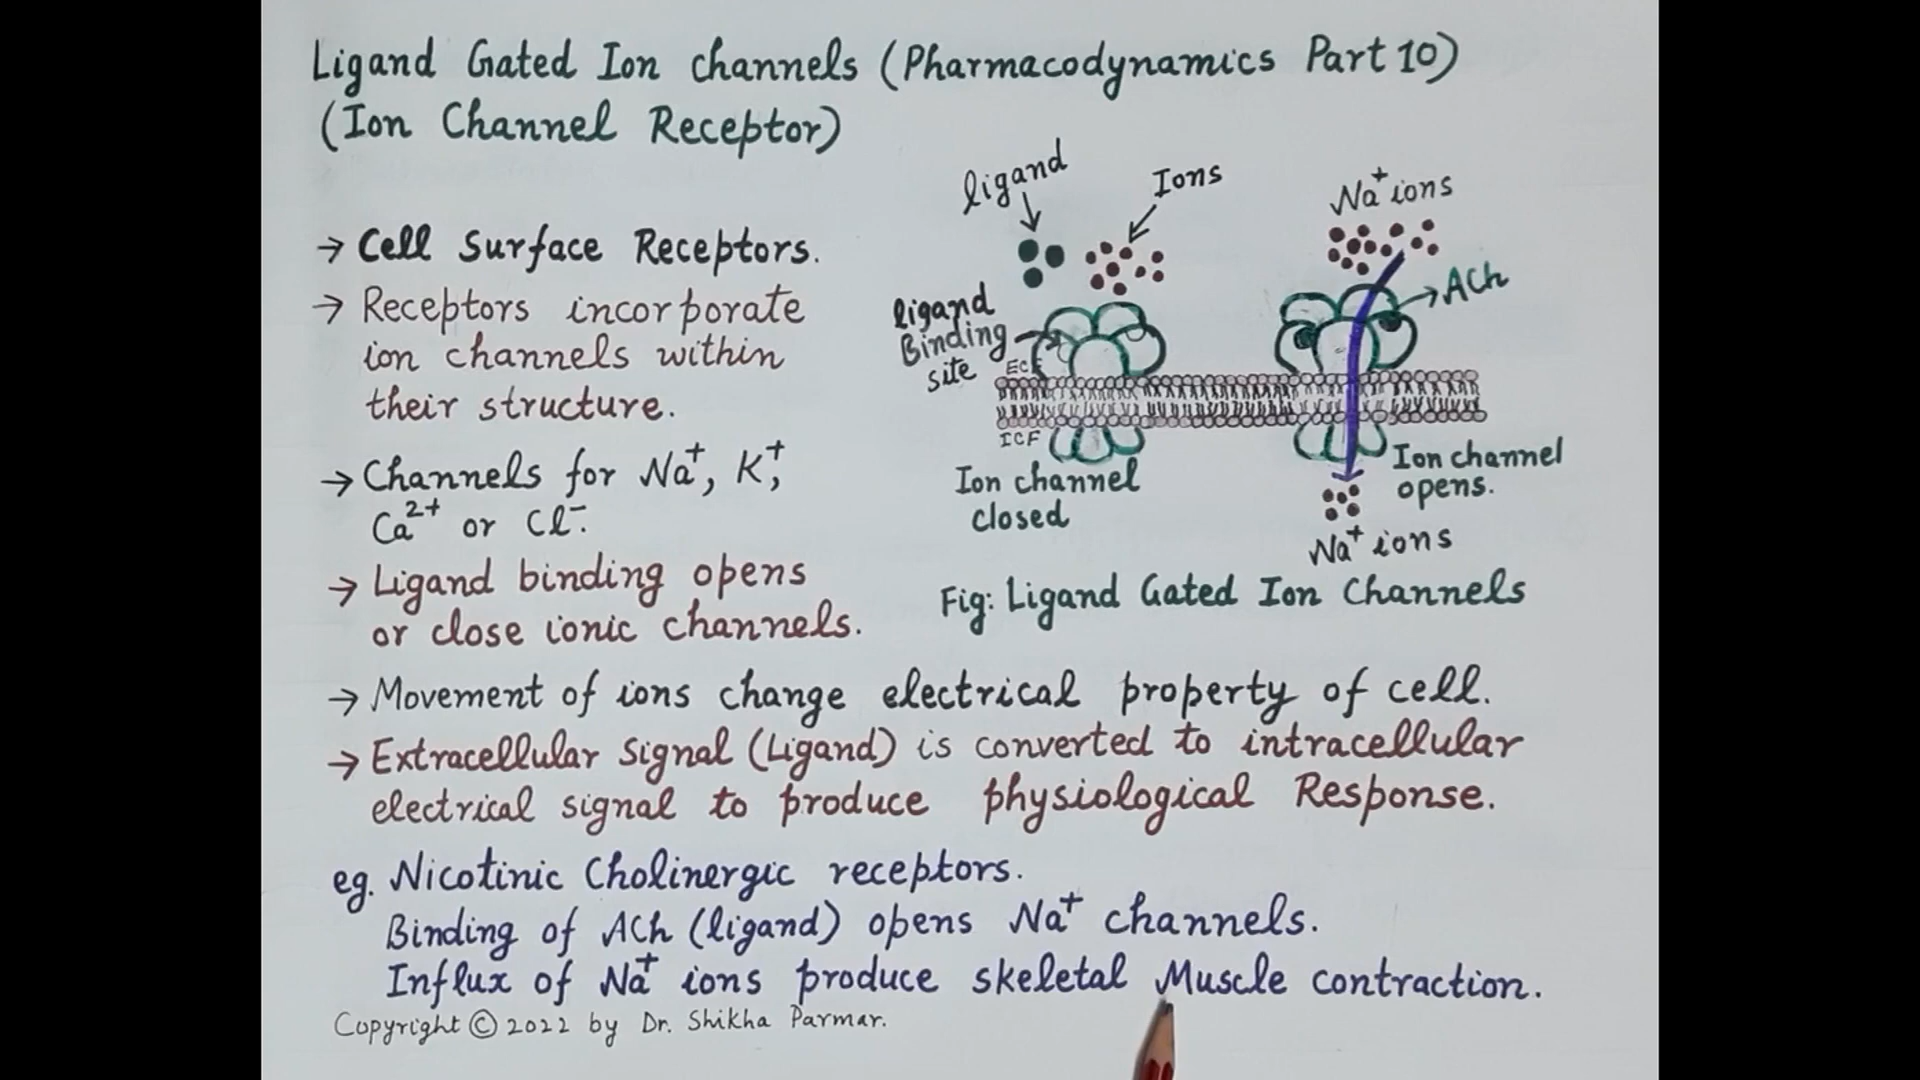 Ligand Gated Ion channels (Pharmacodynamics Part 10)
(Ion Channel Receptor)
→ Cell Surface Receptors.
→ Receptors incorporate
ion channels within
their structure.
→ Channels for Na⁺, K⁺,
Ca²⁺ or Cl⁻.
→ Ligand binding opens
or close ionic channels.
ligand
Ions
ligand
Binding
site
ECF
ICF
Ion channel
closed
Na⁺ ions
ACh
Ion channel
opens.
Na⁺ ions
Fig: Ligand Gated Ion Channels
→ Movement of ions change electrical property of cell.
→ Extracellular Signal (Ligand) is converted to intracellular
electrical signal to produce physiological Response.
eg. Nicotinic Cholinergic receptors.
Binding of ACh (ligand) opens Na⁺ channels.
Influx of Na⁺ ions produce skeletal Muscle contraction.
Copyright © 2022 by Dr. Shikha Parmar.